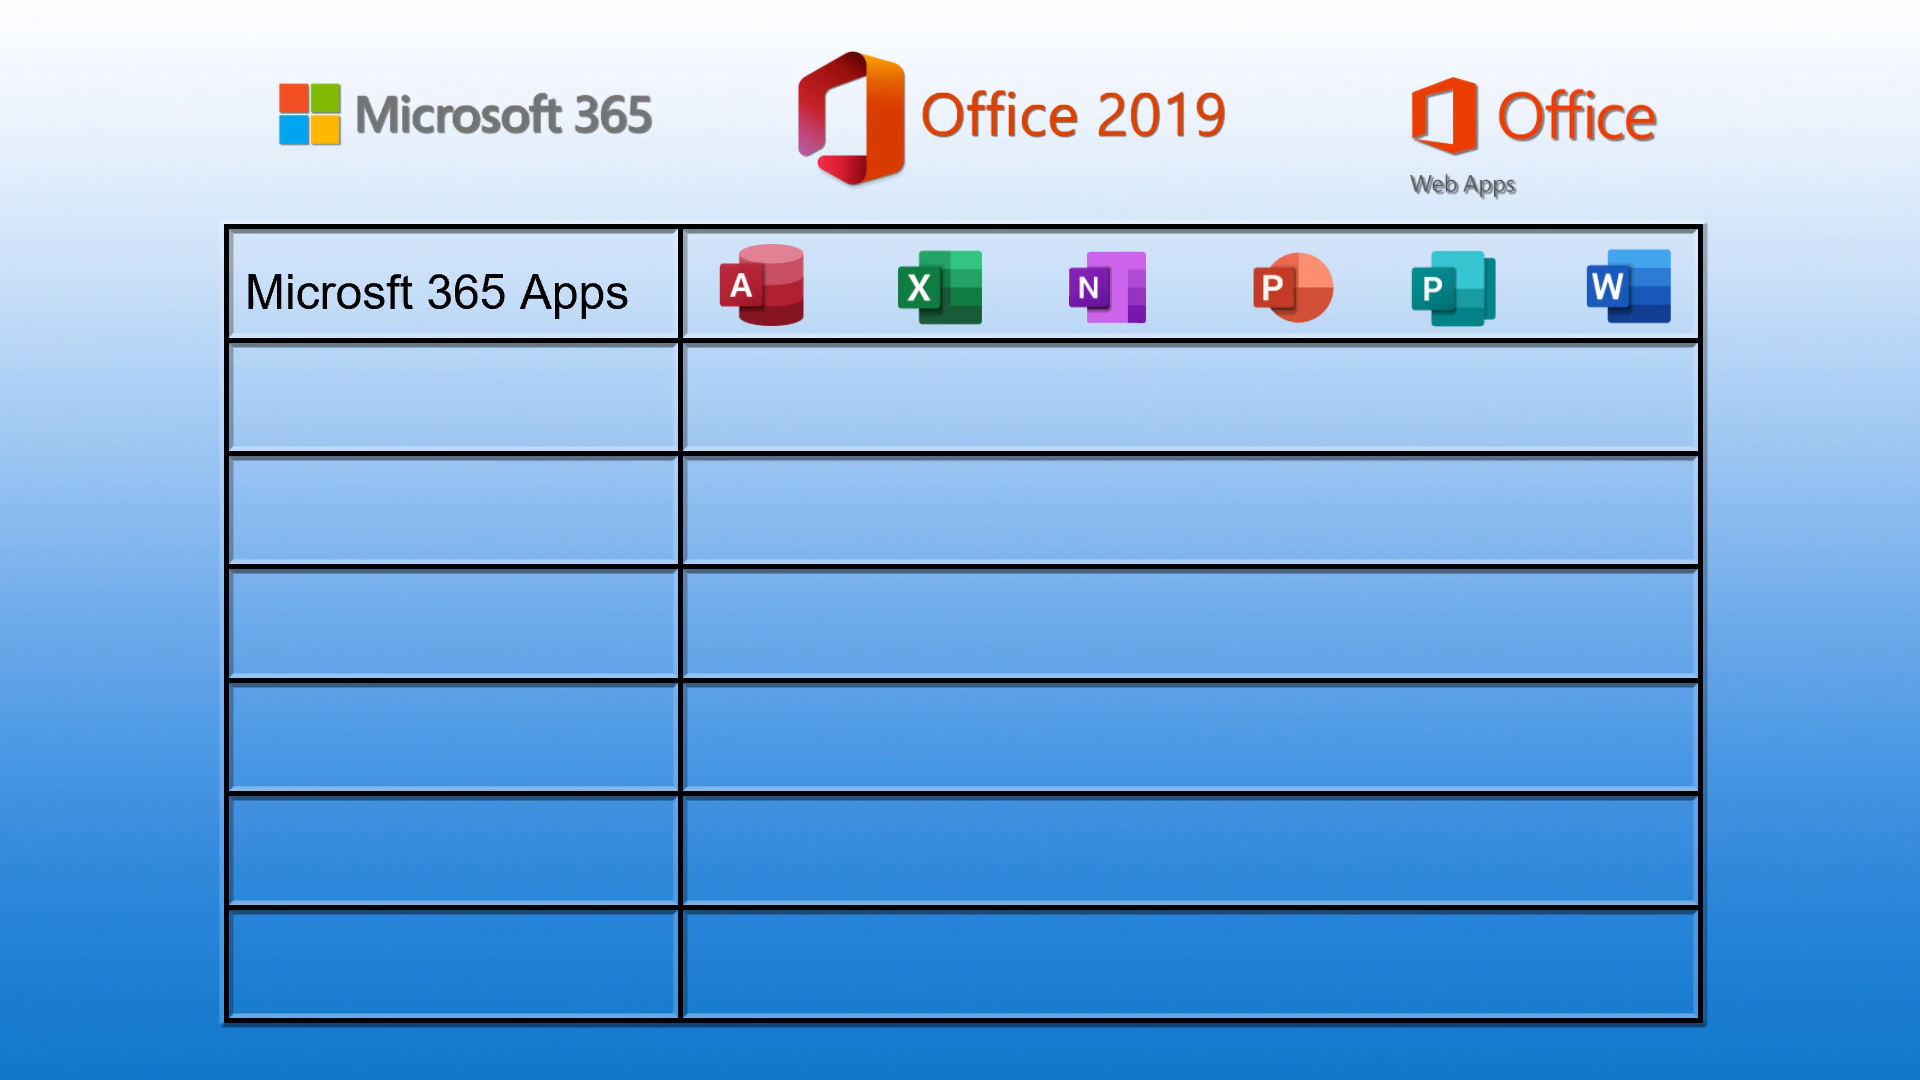 Microsoft 365
Office 2019
Office
Web Apps
Microsft 365 Apps
A X N P P W